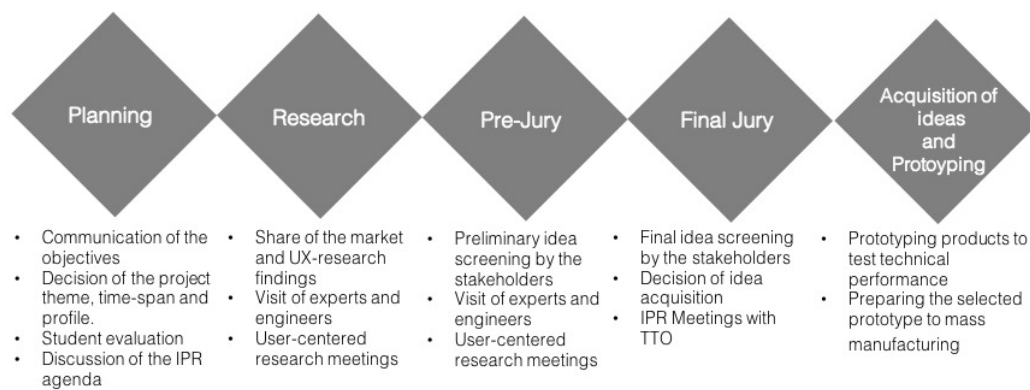 Planning
Research
Pre-Jury
Final Jury
Acquisition of
ideas
and
Protoyping
• Communication of the
objectives
• Decision of the project
theme, time-span and
profile.
• Student evaluation
• Discussion of the IPR
agenda
• Share of the market
and UX-research
findings
• Visit of experts and
engineers
• User-centered
research meetings
• Preliminary idea
screening by the
stakeholders
• Visit of experts and
engineers
• User-centered
research meetings
• Final idea screening
by the stakeholders
• Decision of idea
acquisition
• IPR Meetings with
TTO
• Prototyping products to
test technical
performance
• Preparing the selected
prototype to mass
manufacturing